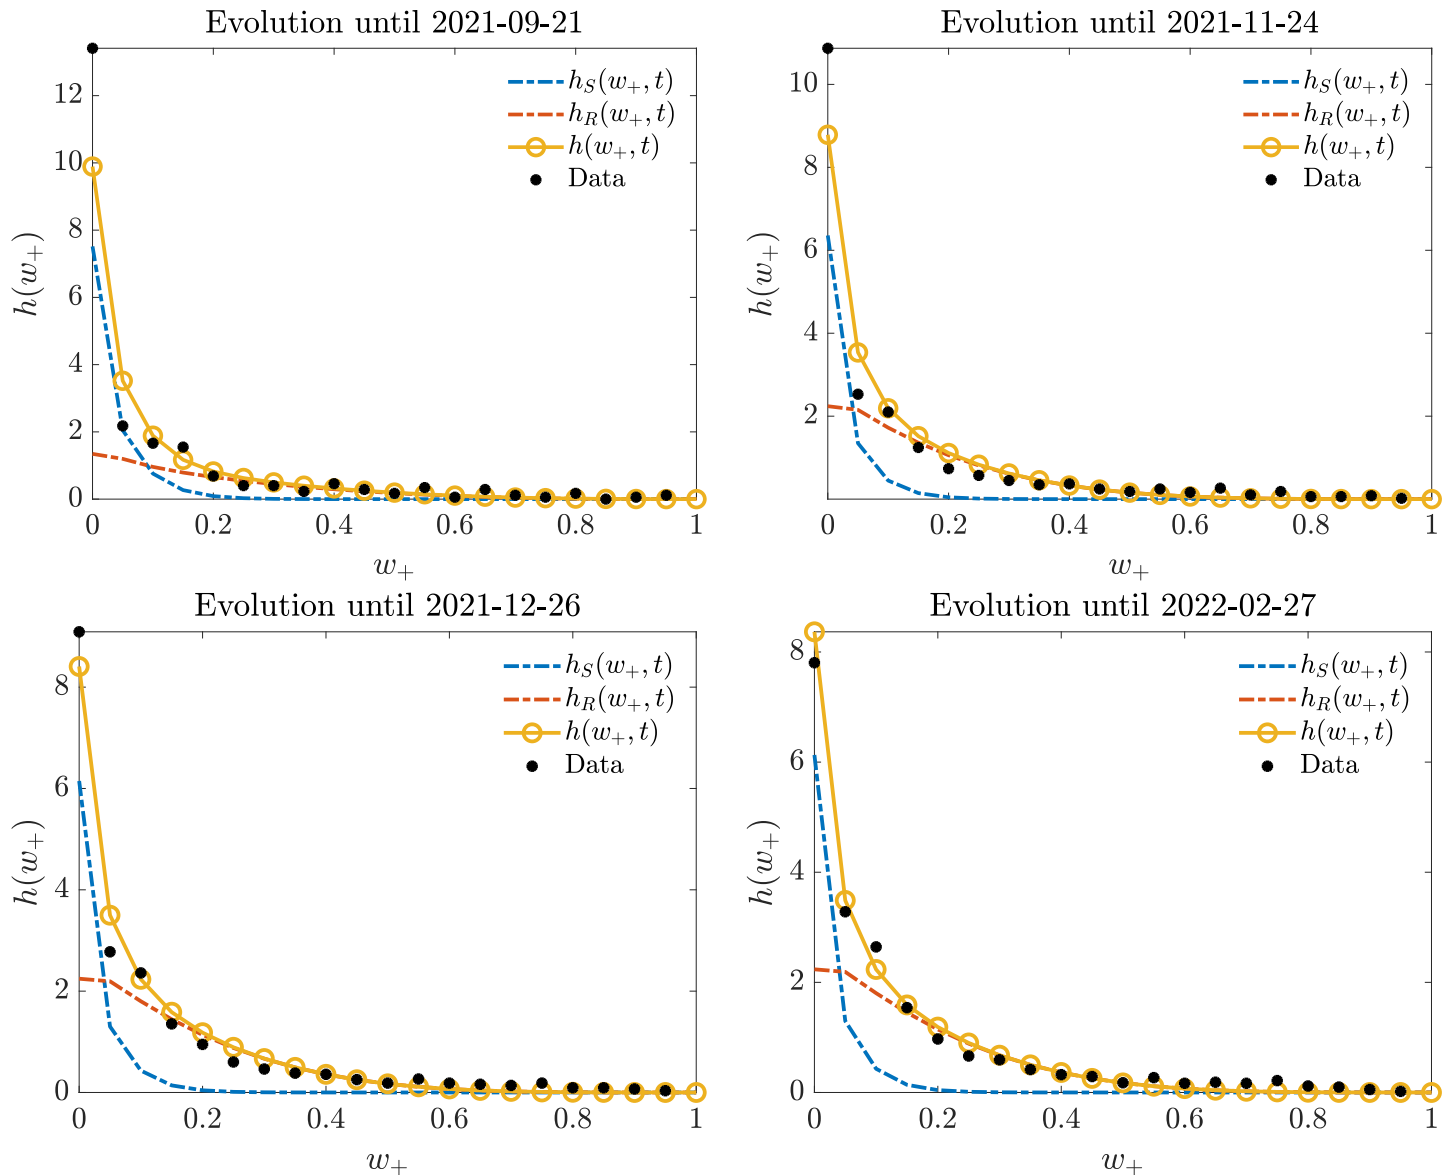 Evolution until 2021-09-21
h_S(w_+, t)
h_R(w_+, t)
h(w_+, t)
Data
h(w_+)
12
10
8
6
4
2
0
0 0.2 0.4 0.6 0.8 1
w_+
Evolution until 2021-11-24
h_S(w_+, t)
h_R(w_+, t)
h(w_+, t)
Data
h(w_+)
10
8
6
4
2
0 0.2 0.4 0.6 0.8 1
w_+
Evolution until 2021-12-26
h_S(w_+, t)
h_R(w_+, t)
h(w_+, t)
Data
h(w_+)
8
6
4
2
0
0 0.2 0.4 0.6 0.8 1
w_+
Evolution until 2022-02-27
h_S(w_+, t)
h_R(w_+, t)
h(w_+, t)
Data
h(w_+)
8
6
4
2
0
0 0.2 0.4 0.6 0.8 1
w_+